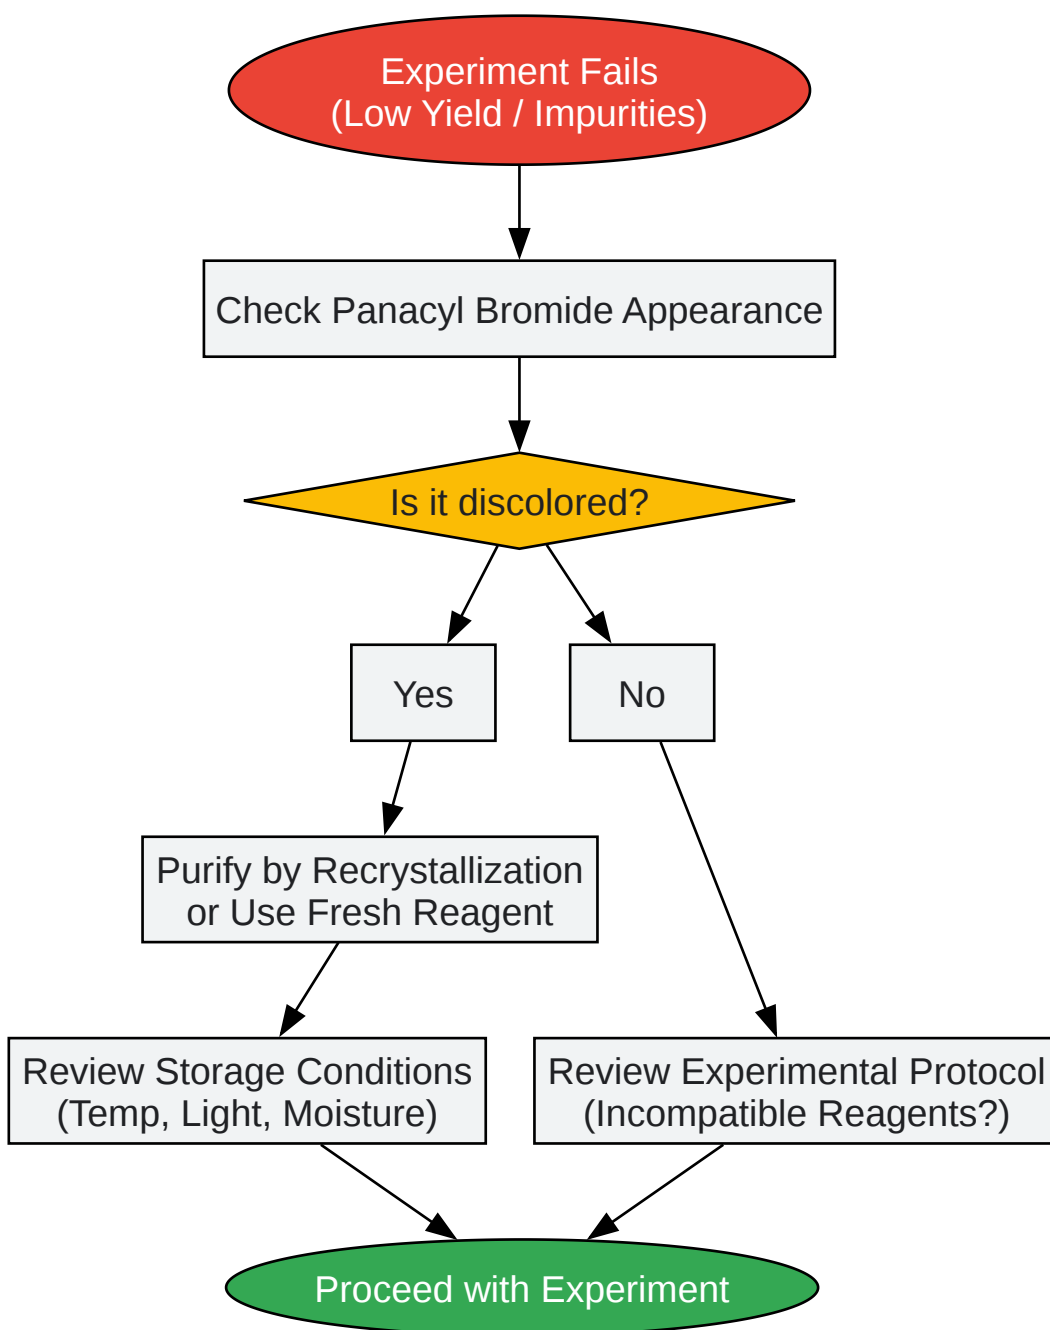 Experiment Fails
(Low Yield / Impurities)
Check Panacyl Bromide Appearance
Is it discolored?
Yes
No
Purify by Recrystallization
or Use Fresh Reagent
Review Storage Conditions
(Temp, Light, Moisture)
Review Experimental Protocol
(Incompatible Reagents?)
Proceed with Experiment